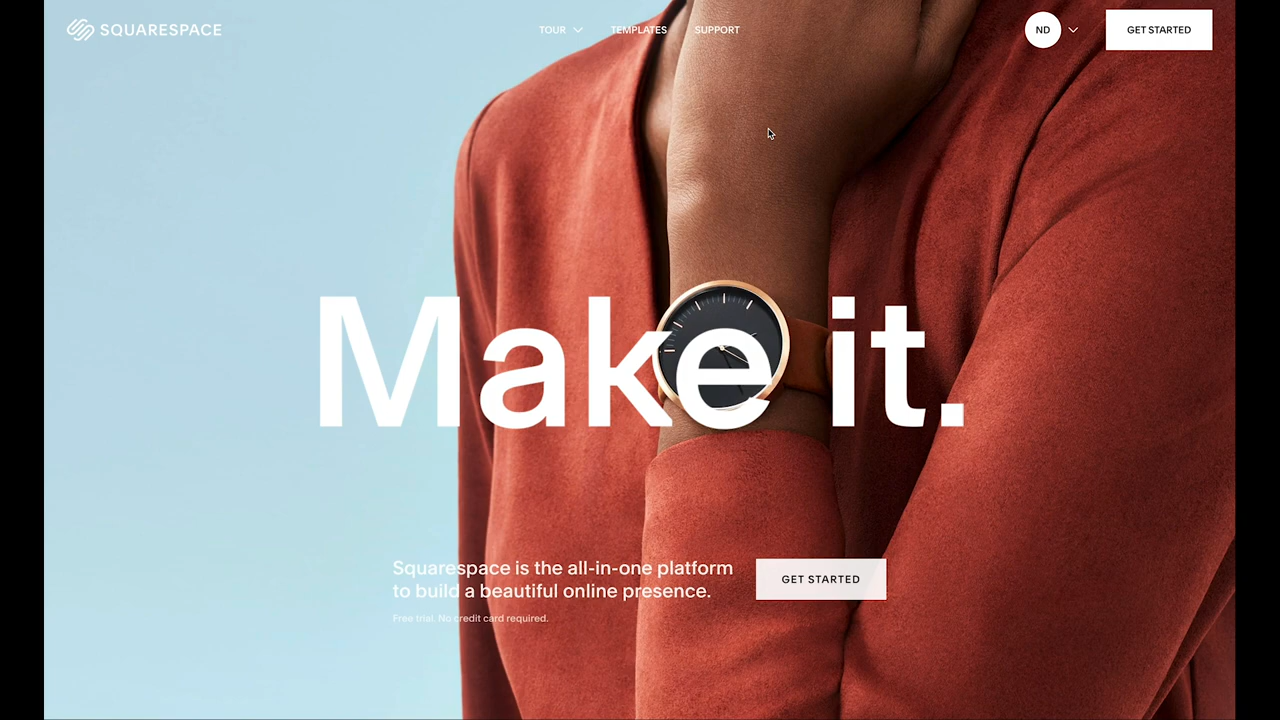 SQUARESPACE
TOUR
TEMPLATES
SUPPORT
ND
GET STARTED
Make it.
Squarespace is the all-in-one platform
to build a beautiful online presence.
GET STARTED
Free trial. No credit card required.